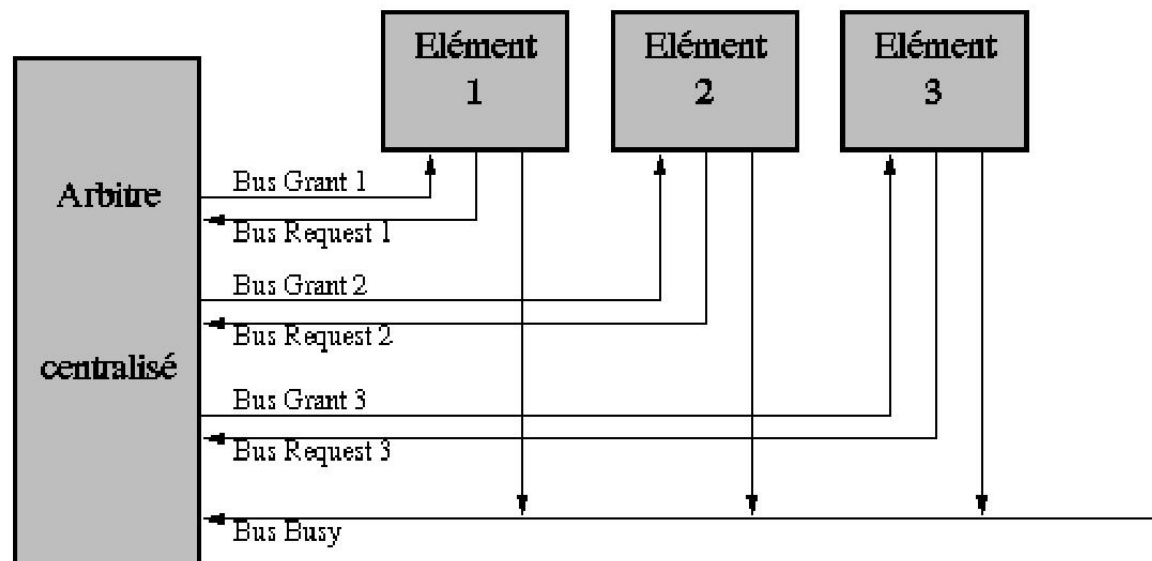 Elément
1
Elément
2
Elément
3
Arbitre
centralisé
Bus Grant 1
Bus Request 1
Bus Grant 2
Bus Request 2
Bus Grant 3
Bus Request 3
Bus Busy